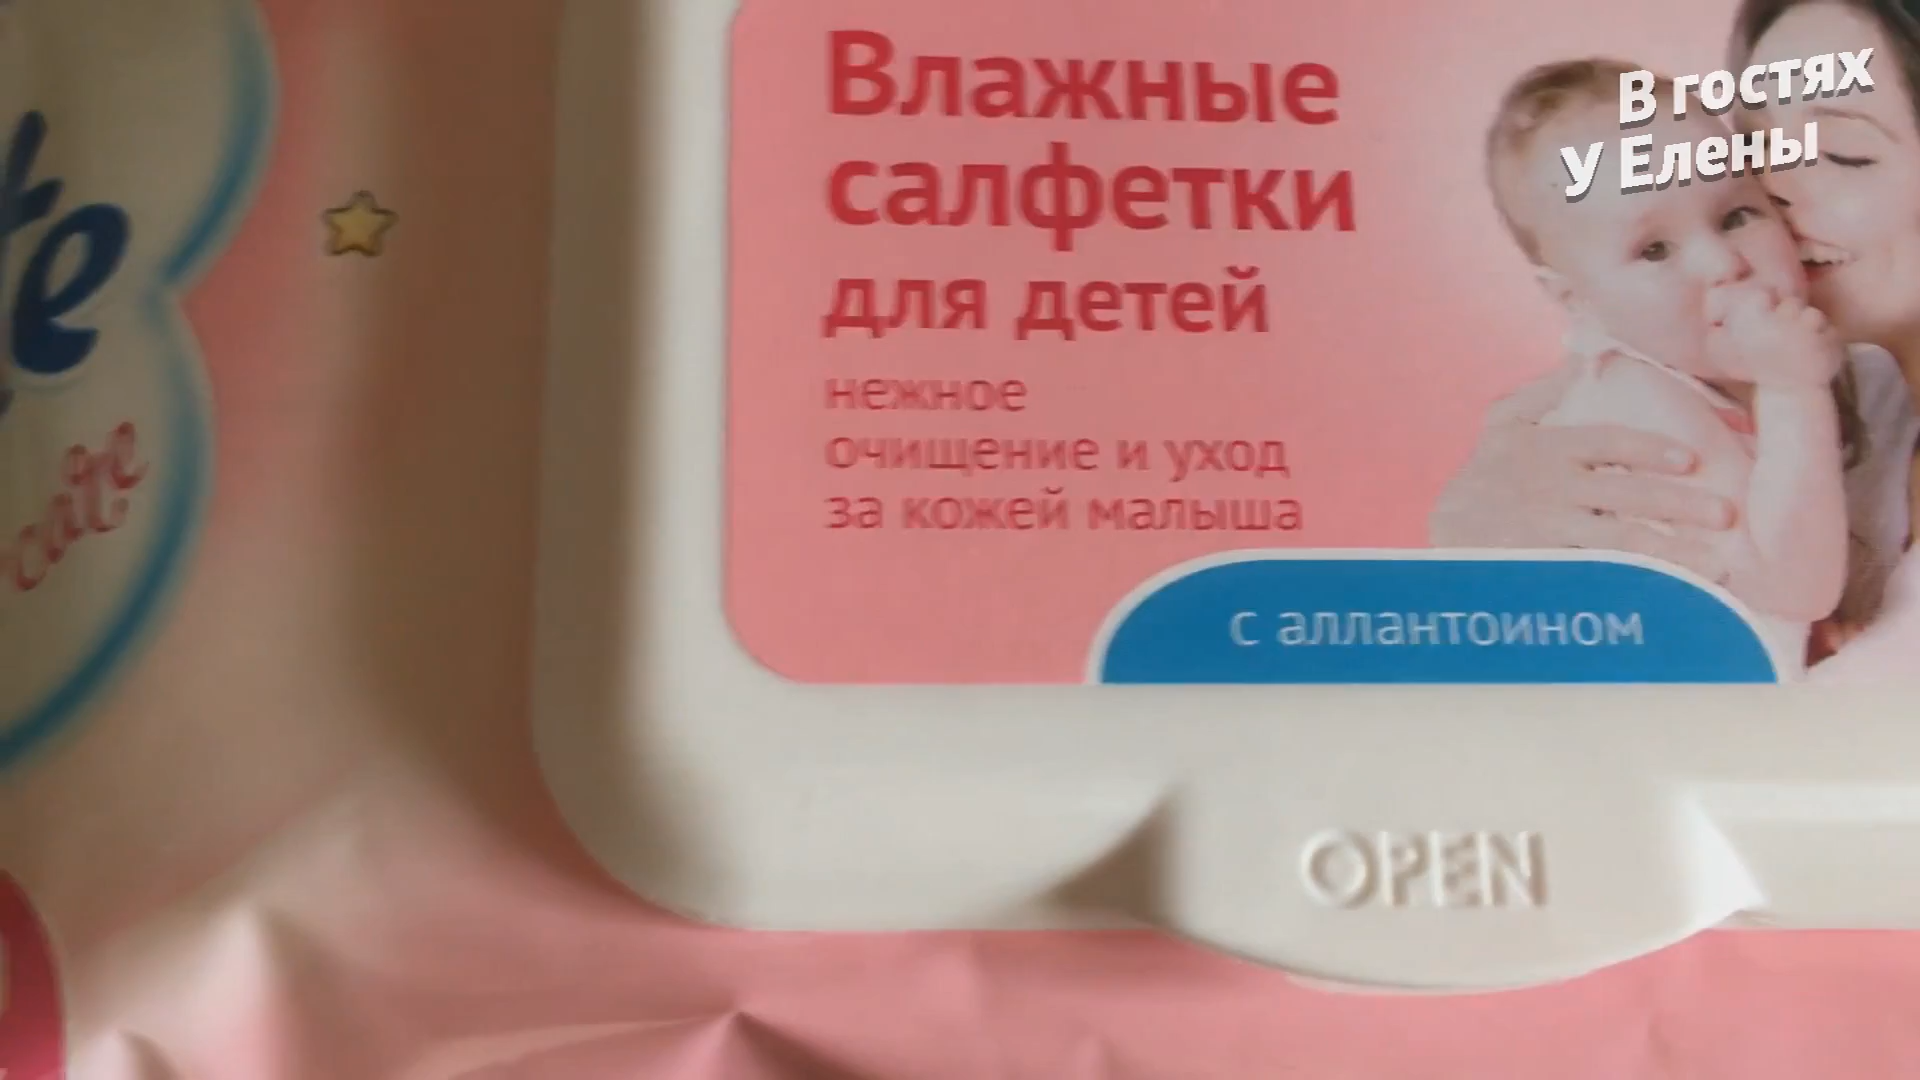 В гостях
у Елены
Влажные
салфетки
для детей
нежное
очищение и уход
за кожей малыша
с аллантоином
OPEN